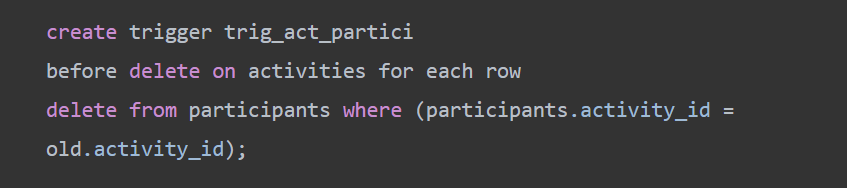 create trigger trig_act_partici
before delete on activities for each row
delete from participants where (participants.activity_id =
old.activity_id);